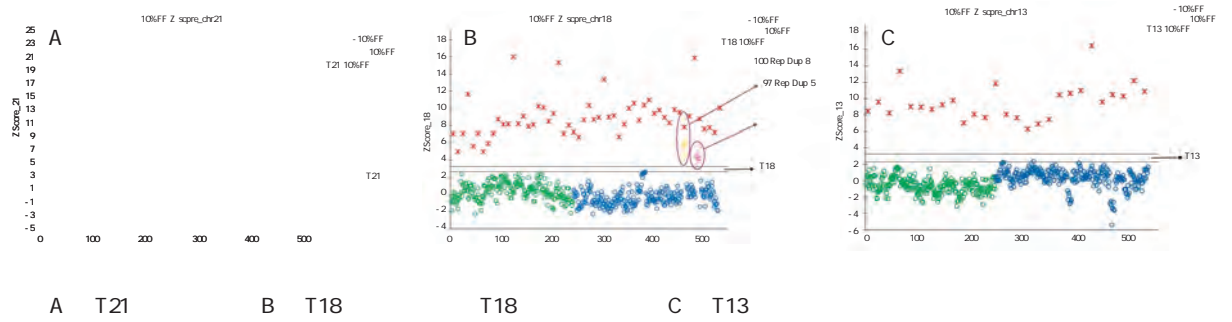 10%FF Z score_chr21
A
- 10%FF
10%FF
T21 10%FF
ZScore_21
25
23
21
19
17
15
13
11
9
7
5
3
1
-1
-3
-5
T21
0 100 200 300 400 500
10%FF Z score_chr18
B
- 10%FF
10%FF
T18 10%FF
100 Rep Dup 8
97 Rep Dup 5
ZScore_18
18
16
14
12
10
8
6
4
2
0
-2
-4
T18
0 100 200 300 400 500
10%FF Z score_chr13
C
- 10%FF
10%FF
T13 10%FF
ZScore_13
18
16
14
12
10
8
6
4
2
0
-2
-4
-6
T13
0 100 200 300 400 500
A T21 B T18 T18 C T13